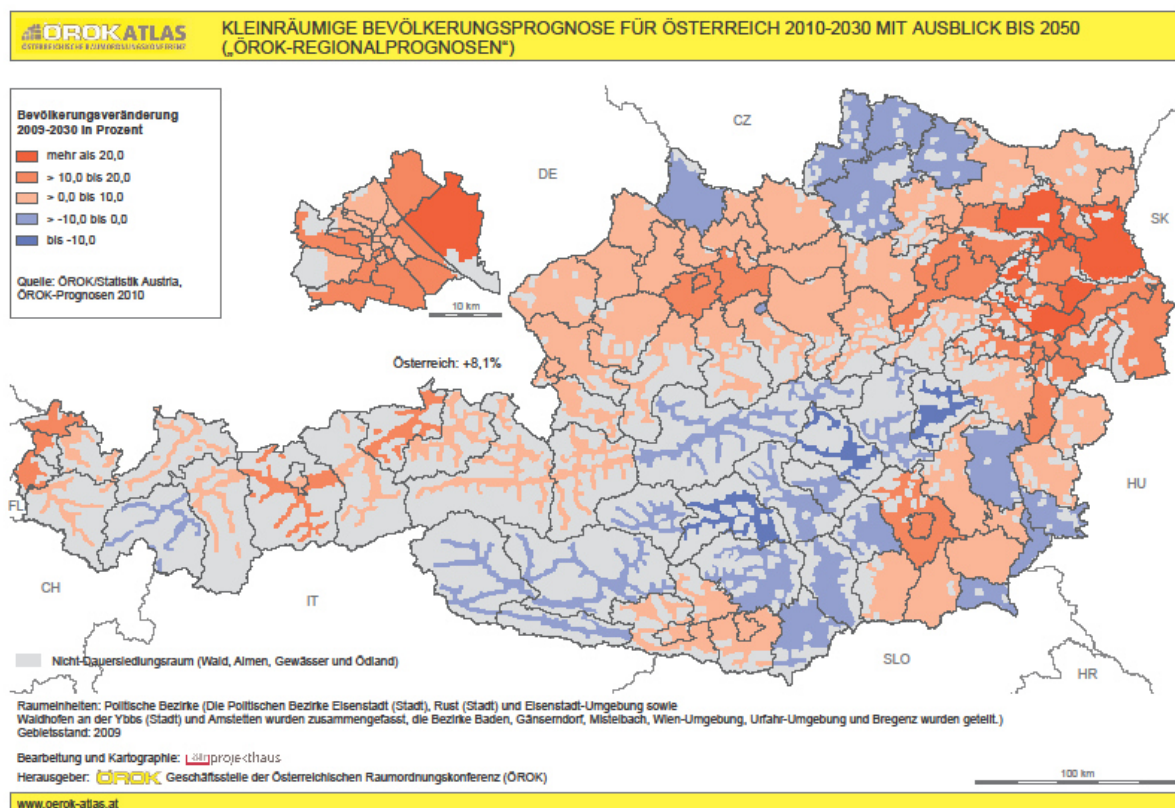 ÖROK ATLAS
ÖSTERREICHISCHE RAUMORDNUNGSKONFERENZ
KLEINRÄUMIGE BEVÖLKERUNGSPROGNOSE FÜR ÖSTERREICH 2010-2030 MIT AUSBLICK BIS 2050
(„ÖROK-REGIONALPROGNOSEN")
Bevölkerungsveränderung
2009-2030 in Prozent
mehr als 20,0
> 10,0 bis 20,0
> 0,0 bis 10,0
> -10,0 bis 0,0
bis -10,0
Quelle: ÖROK/Statistik Austria,
ÖROK-Prognosen 2010
CZ
DE
SK
10 km
Österreich: +8,1%
FL
HU
CH
IT
SLO
HR
Nicht-Dauersiedlungsraum (Wald, Almen, Gewässer und Ödland)
Raumeinheiten: Politische Bezirke (Die Politischen Bezirke Eisenstadt (Stadt), Rust (Stadt) und Eisenstadt-Umgebung sowie
Waidhofen an der Ybbs (Stadt) und Amstetten wurden zusammengefasst, die Bezirke Baden, Gänserndorf, Mistelbach, Wien-Umgebung, Urfahr-Umgebung und Bregenz wurden geteilt.)
Gebietsstand: 2009
Bearbeitung und Kartographie: projekthaus
100 km
Herausgeber: ÖROK Geschäftsstelle der Österreichischen Raumordnungskonferenz (ÖROK)
www.oerok-atlas.at